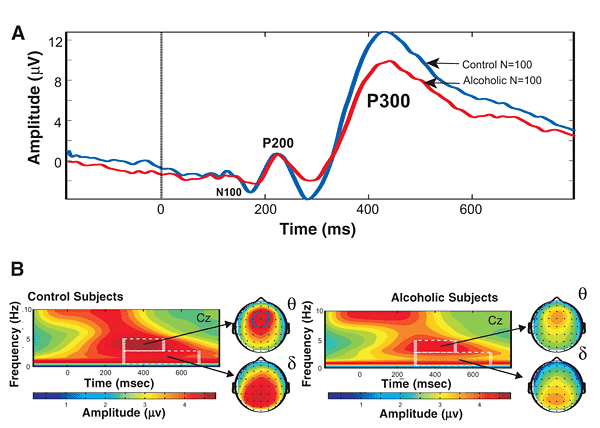 A
Amplitude (μV)
12
8
4
0
Control N=100
Alcoholic N=100
P300
P200
N100
0
200
400
600
Time (ms)
B
Control Subjects
Frequency (Hz)
10
5
0
Cz
θ
δ
0
200
400
600
Time (msec)
1
2
3
4
Amplitude (μv)
Alcoholic Subjects
Frequency (Hz)
10
5
0
Cz
θ
δ
0
200
400
600
Time (msec)
1
2
3
4
Amplitude (μv)